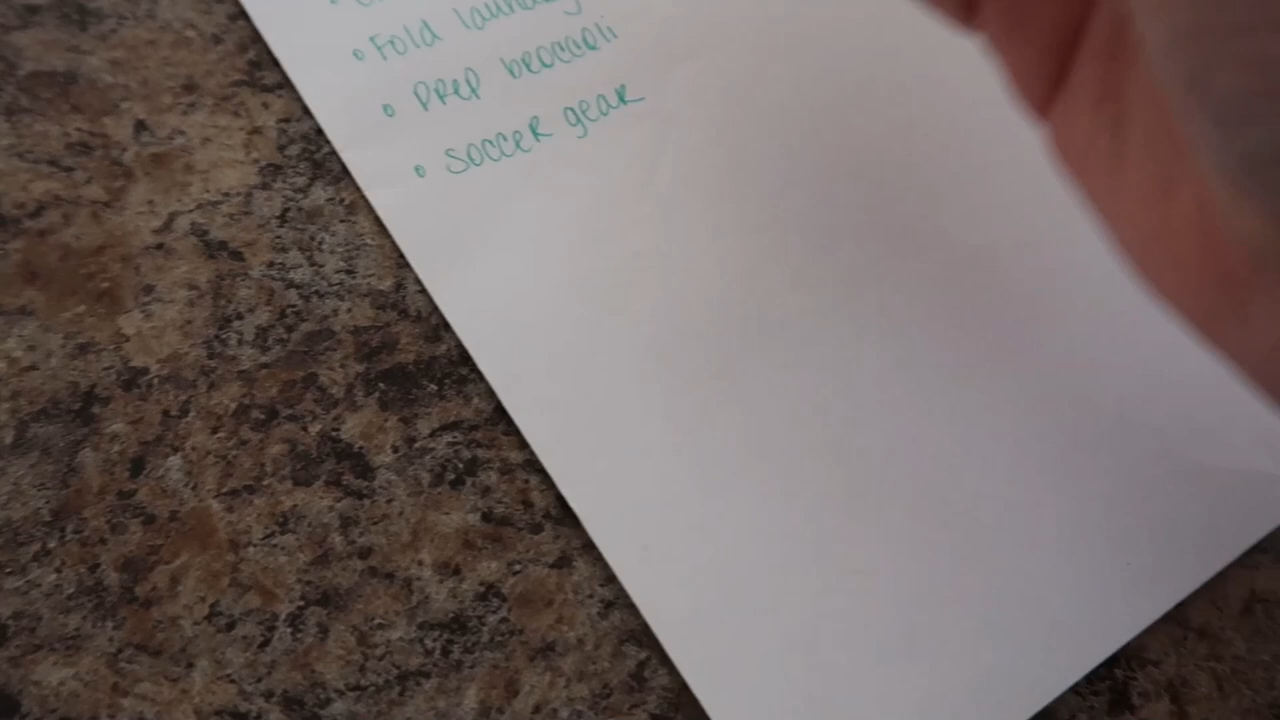 • Fold laundry
• PReP broccoli
• SocceR geaR